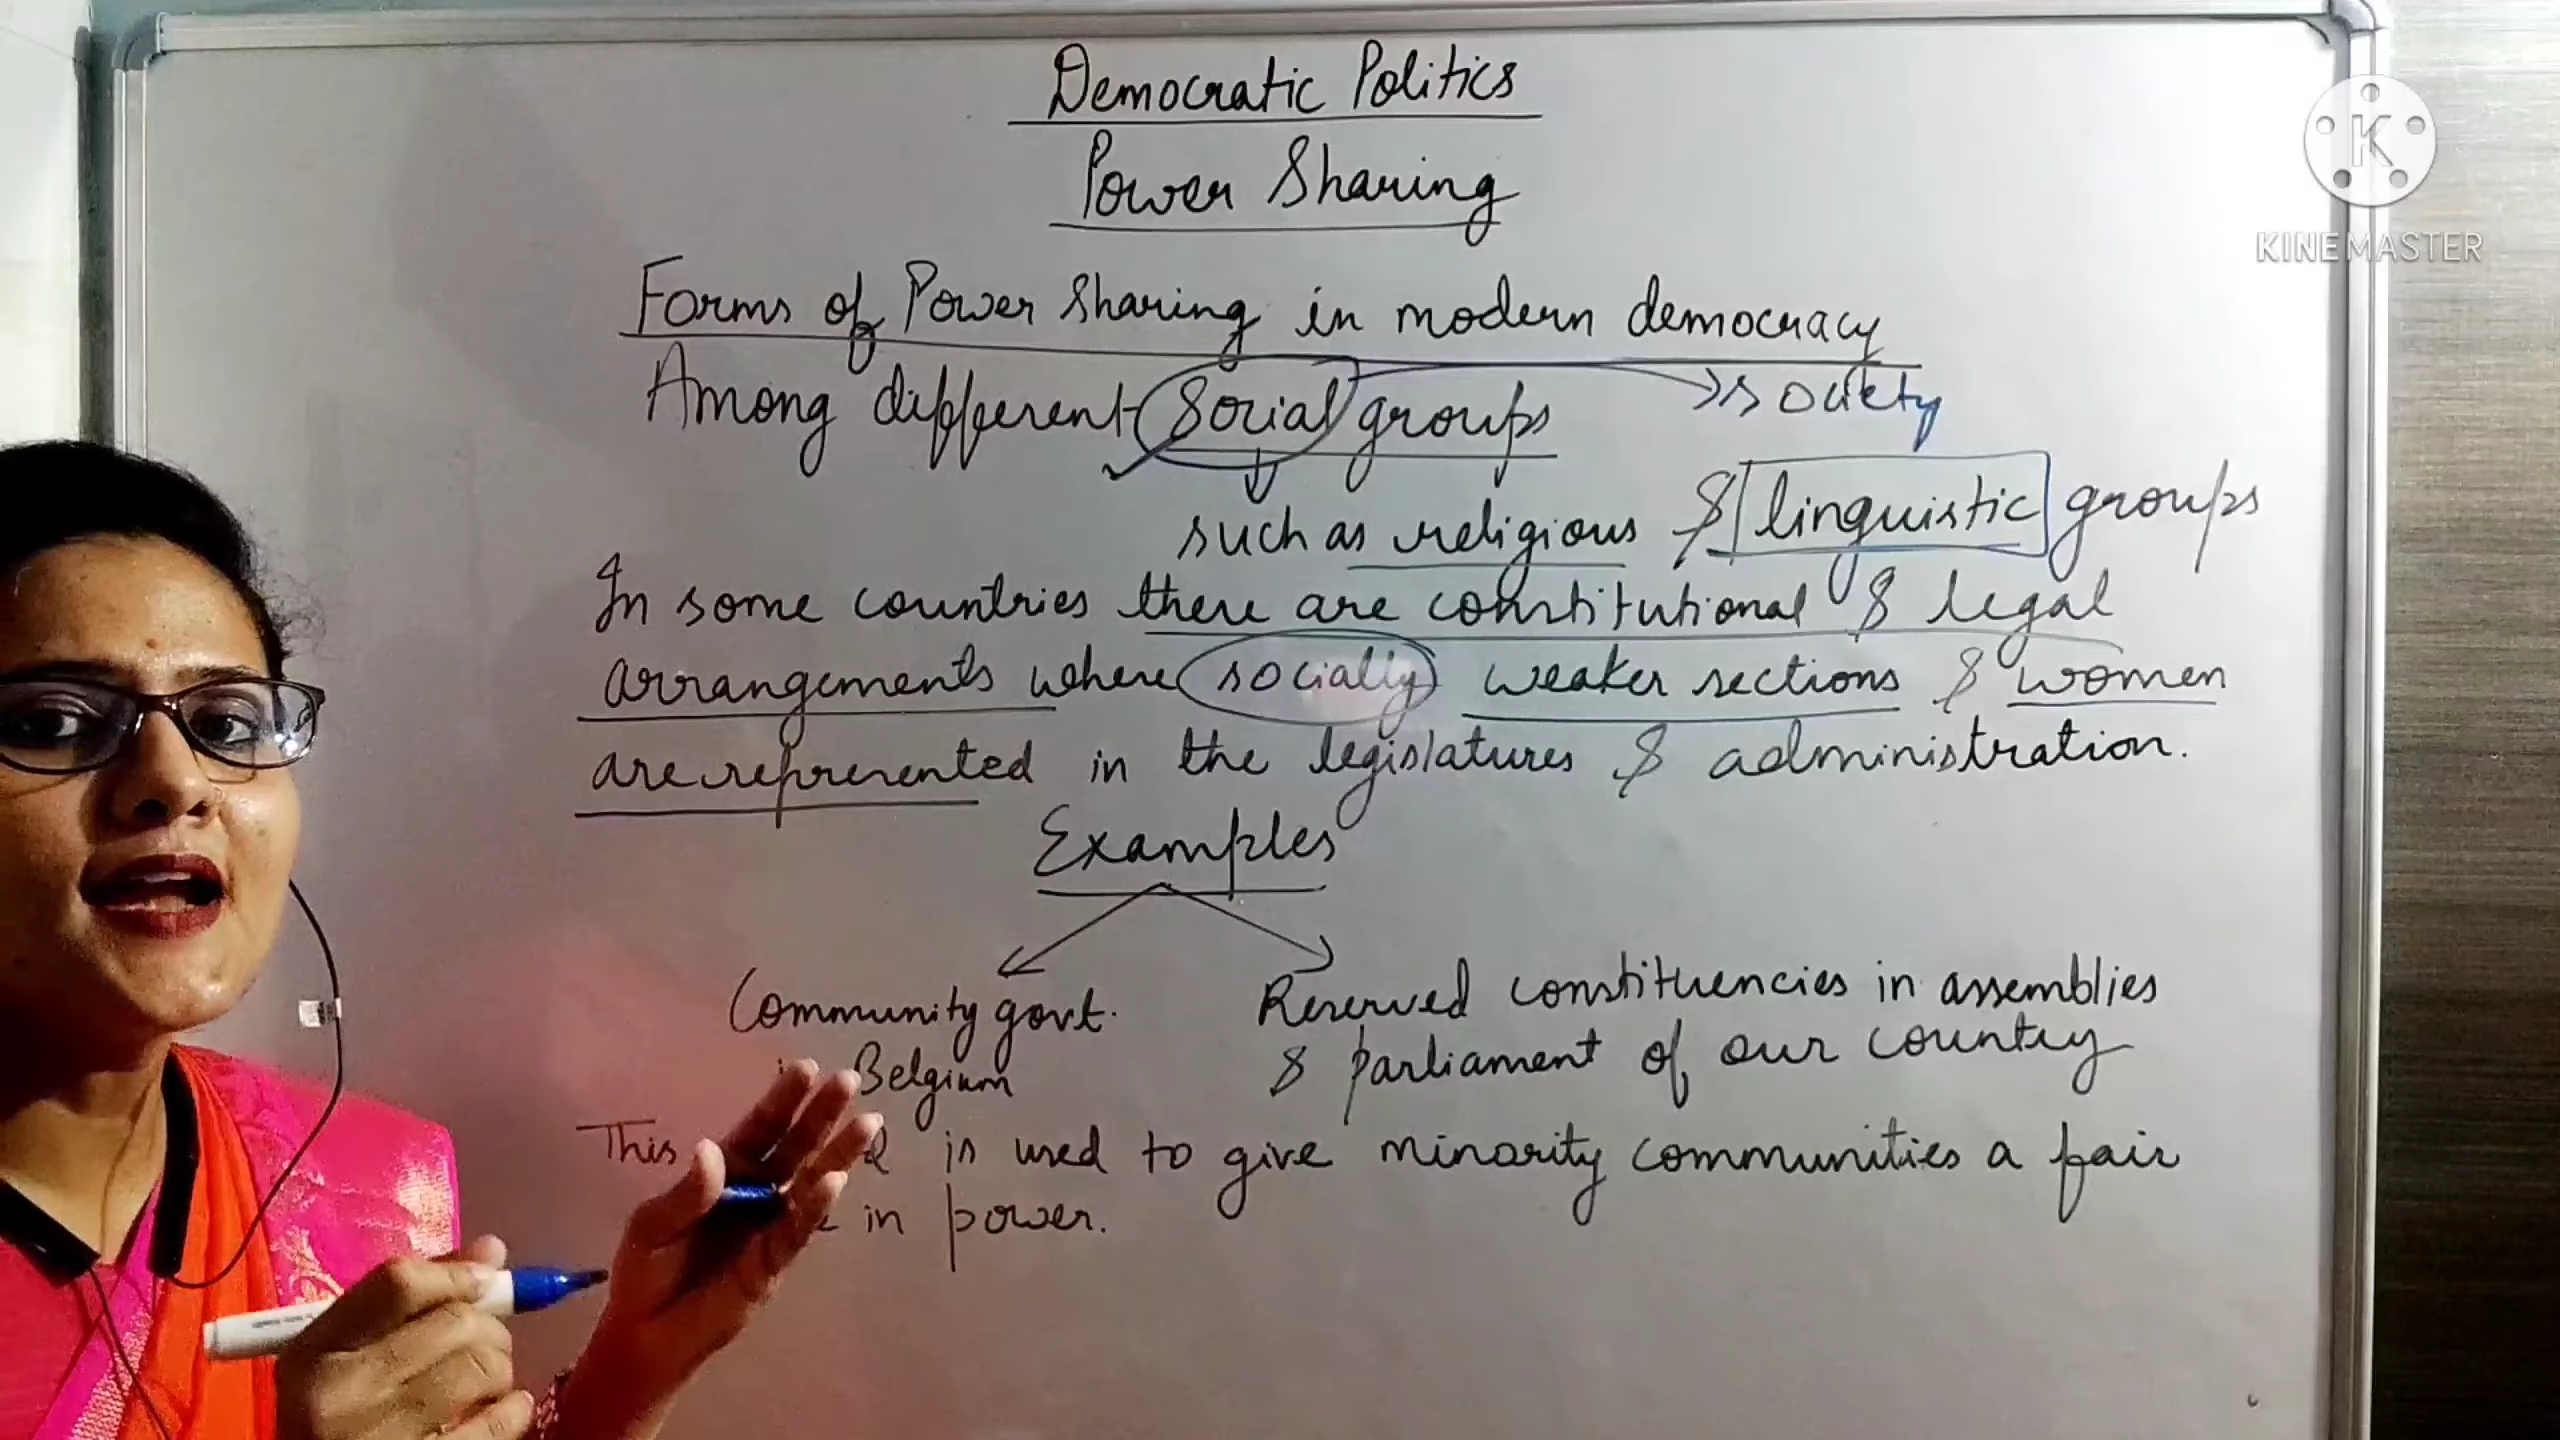 Democratic Politics
Power Sharing
Forms of Power Sharing in modern democracy
Among different social groups
society
such as religious & linguistic groups
In some countries there are constitutional & legal
arrangements where socially weaker sections & women
are represented in the legislatures & administration.
Examples
Community govt.
Belgium
Reserved constituencies in assemblies
& parliament of our country
This is used to give minority communities a fair
in power.
K
KINEMASTER